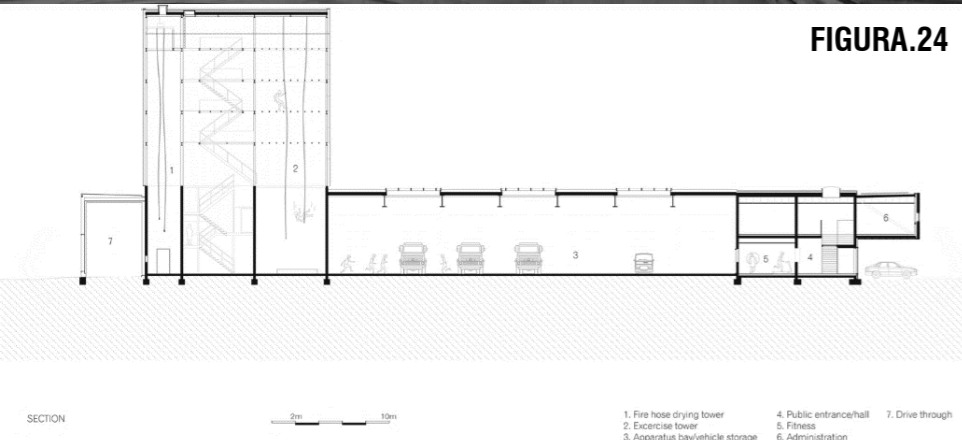 FIGURA.24
1
2
7
3
5
4
6
SECTION
2m 10m
1. Fire hose drying tower
2. Excercise tower
3. Apparatus bay/vehicle storage
4. Public entrance/hall
5. Fitness
6. Administration
7. Drive through